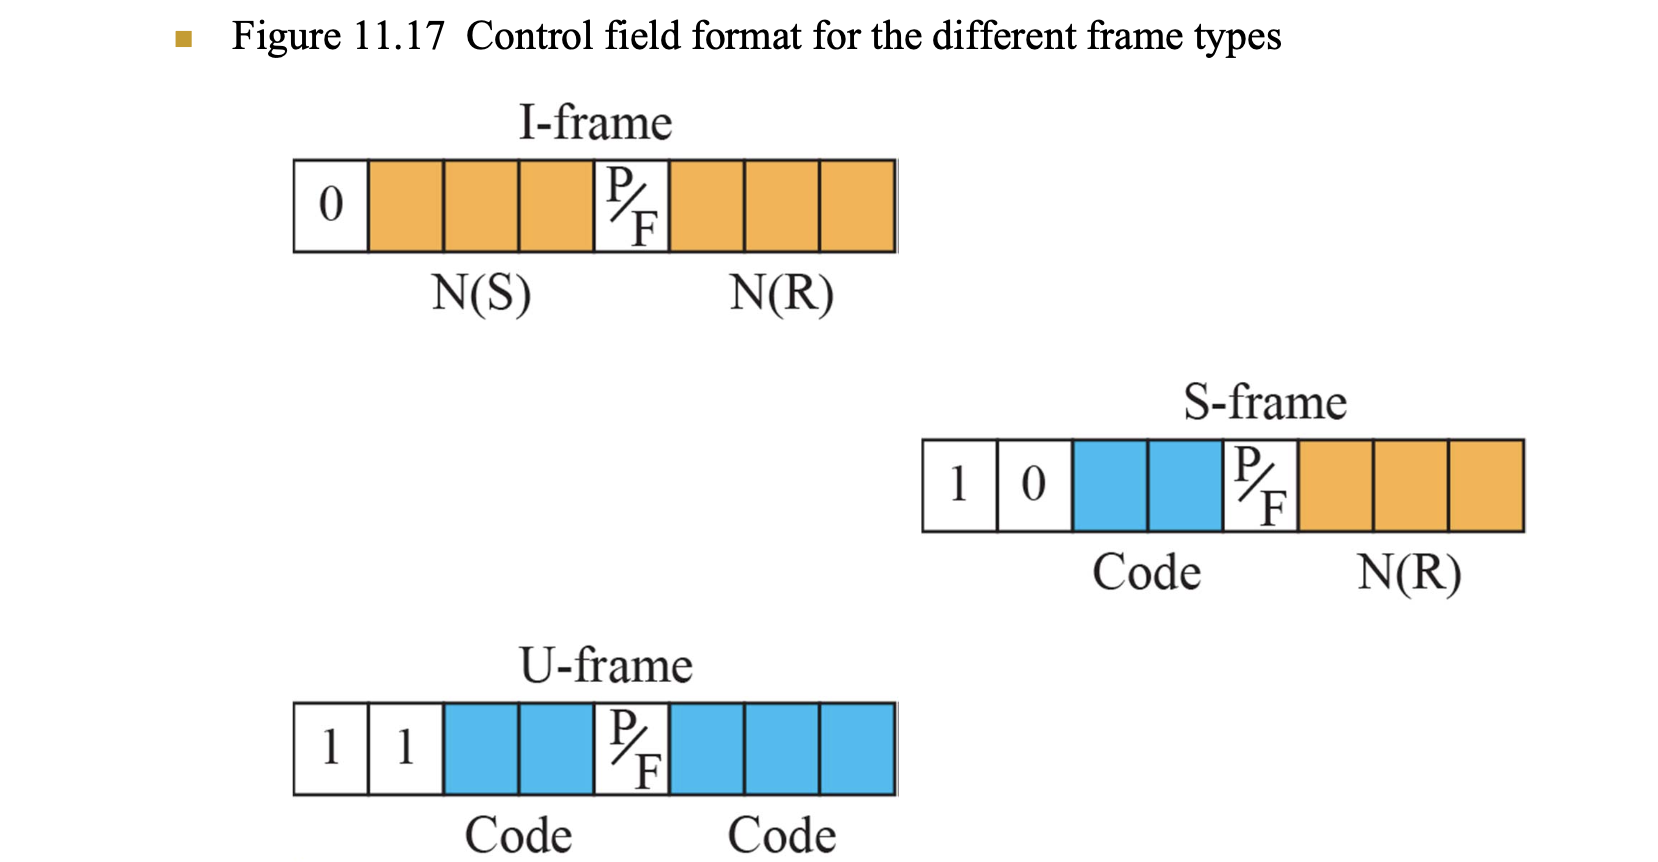 Figure 11.17 Control field format for the different frame types
I-frame
0 P/F
N(S) N(R)
S-frame
1 0 P/F
Code N(R)
U-frame
1 1 P/F
Code Code